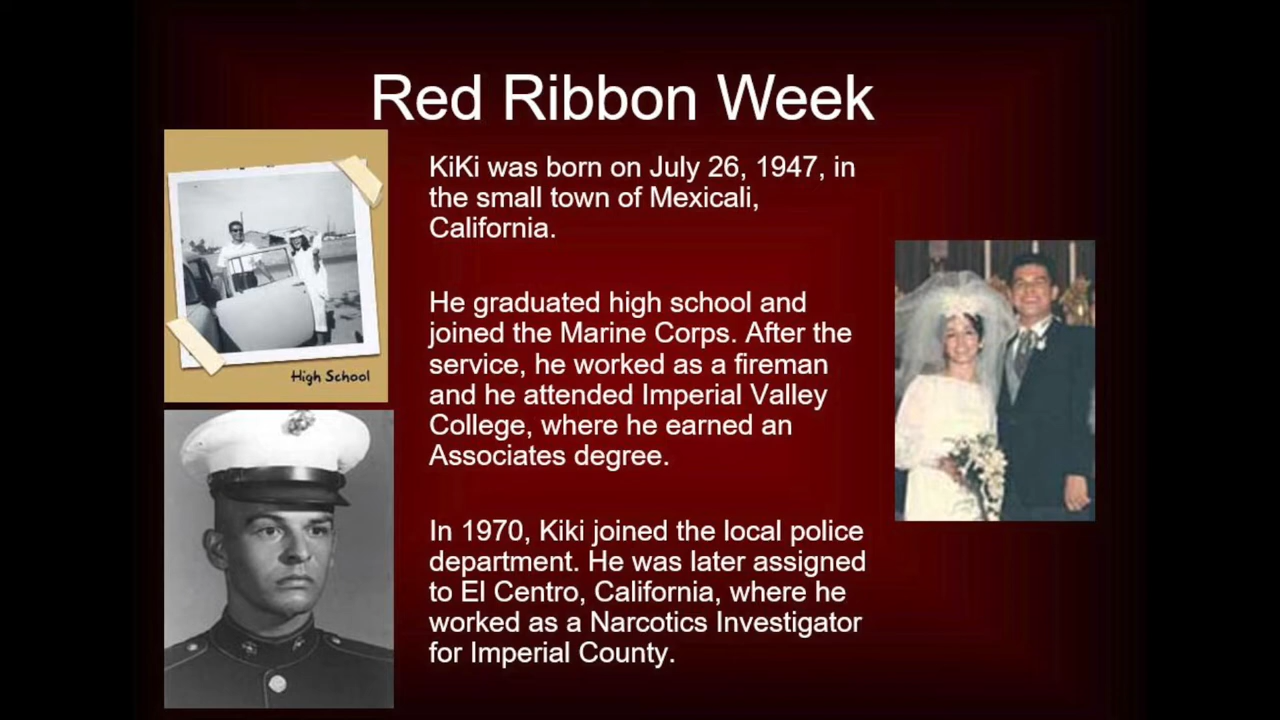 Red Ribbon Week
KiKi was born on July 26, 1947, in
the small town of Mexicali,
California.
He graduated high school and
joined the Marine Corps. After the
service, he worked as a fireman
and he attended Imperial Valley
College, where he earned an
Associates degree.
In 1970, Kiki joined the local police
department. He was later assigned
to El Centro, California, where he
worked as a Narcotics Investigator
for Imperial County.
High School